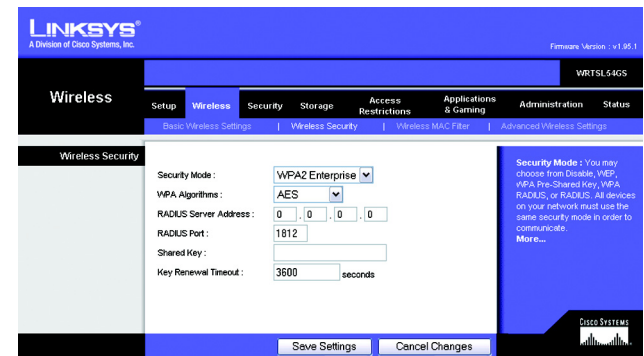 LINKSYS®
A Division of Cisco Systems, Inc.
Firmware Version : v1.95.1
WRTSL54GS
Wireless
Setup Wireless Security Storage Access Restrictions Applications & Gaming Administration Status
Basic Wireless Settings | Wireless Security | Wireless MAC Filter | Advanced Wireless Settings
Wireless Security
Security Mode : WPA2 Enterprise
WPA Algorithms : AES
RADIUS Server Address : 0 . 0 . 0 . 0
RADIUS Port : 1812
Shared Key :
Key Renewal Timeout : 3600 seconds
Security Mode : You may
choose from Disable, WEP,
WPA Pre-Shared Key, WPA
RADIUS, or RADIUS. All devices
on your network must use the
same security mode in order to
communicate.
More...
Save Settings Cancel Changes
CISCO SYSTEMS